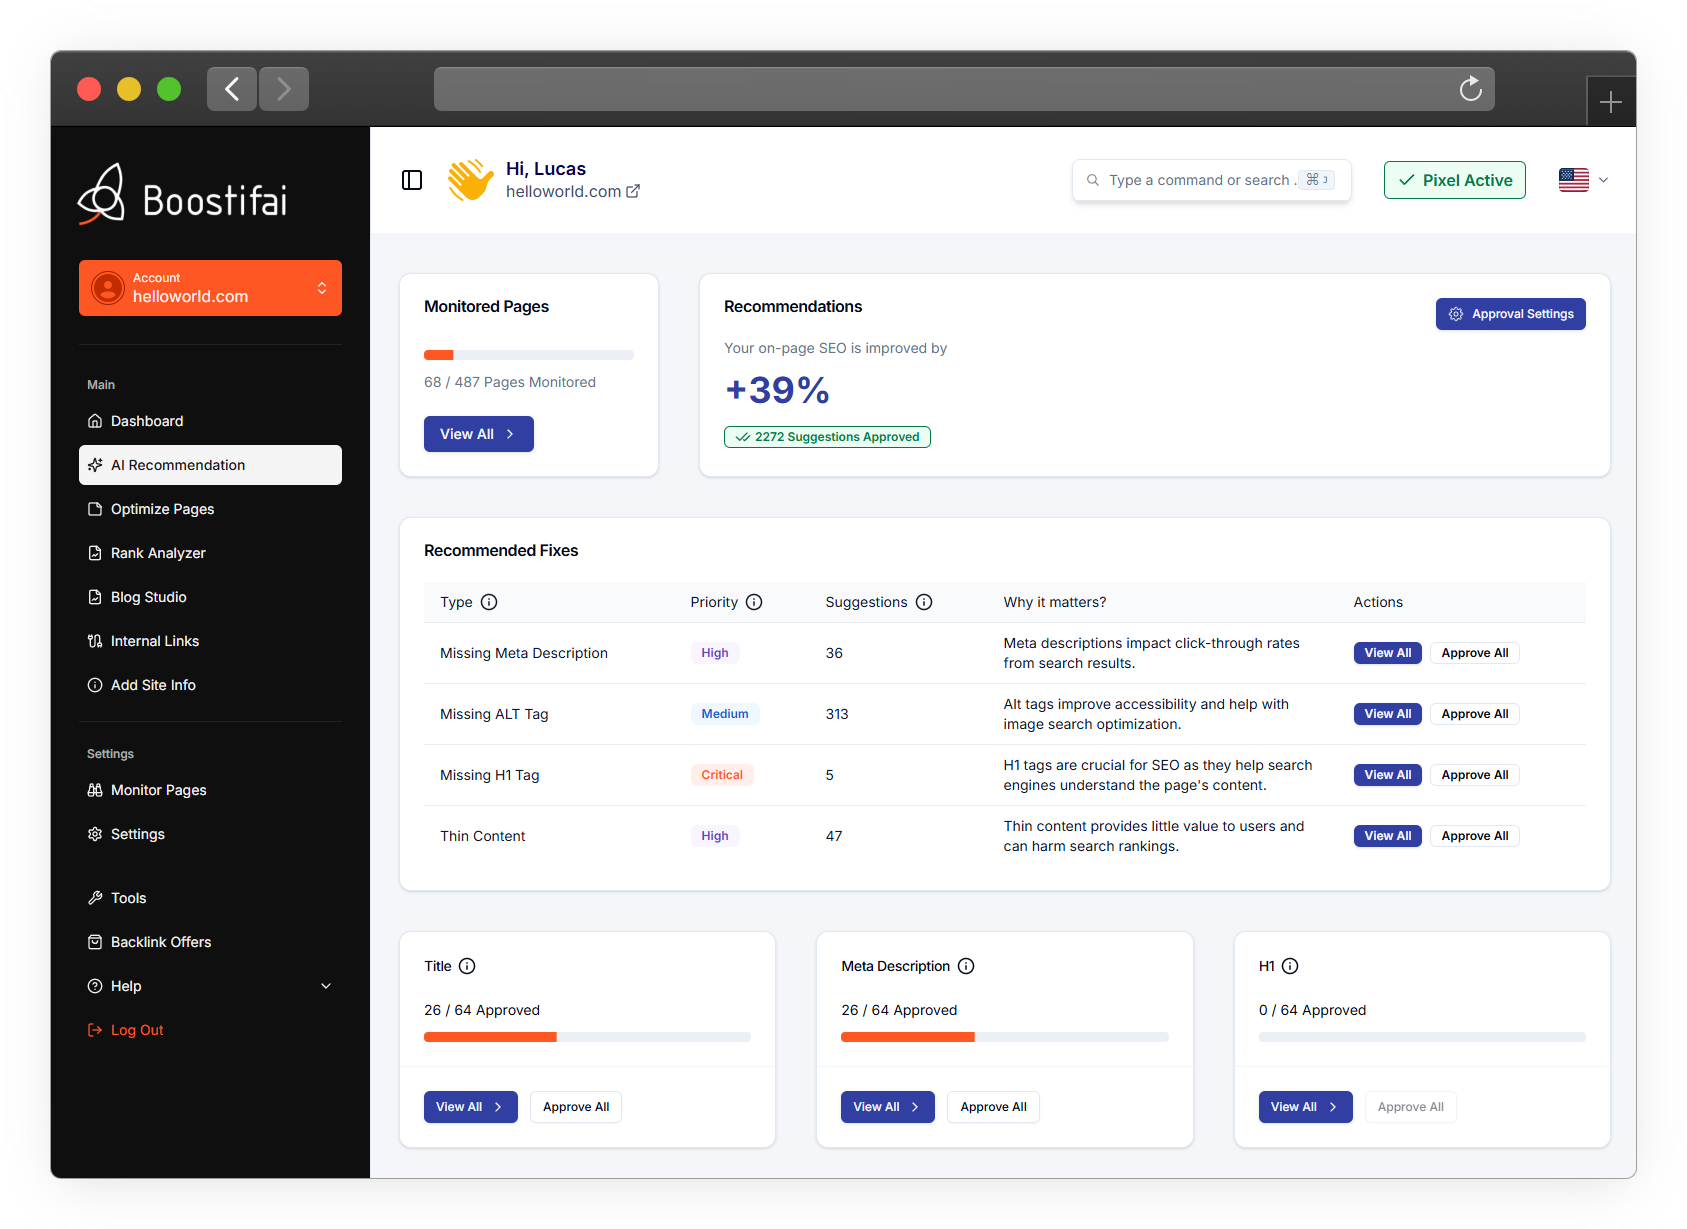 Boostifai
Account
helloworld.com
Main
Dashboard
AI Recommendation
Optimize Pages
Rank Analyzer
Blog Studio
Internal Links
Add Site Info
Settings
Monitor Pages
Settings
Tools
Backlink Offers
Help
Log Out
Hi, Lucas
helloworld.com
Type a command or search . ⌘ J
Pixel Active
Monitored Pages
68 / 487 Pages Monitored
View All
Recommendations
Approval Settings
Your on-page SEO is improved by
+39%
2272 Suggestions Approved
Recommended Fixes
Type Priority Suggestions Why it matters? Actions
Missing Meta Description High 36 Meta descriptions impact click-through rates
from search results. View All Approve All
Missing ALT Tag Medium 313 Alt tags improve accessibility and help with
image search optimization. View All Approve All
Missing H1 Tag Critical 5 H1 tags are crucial for SEO as they help search
engines understand the page's content. View All Approve All
Thin Content High 47 Thin content provides little value to users and
can harm search rankings. View All Approve All
Title
26 / 64 Approved
View All Approve All
Meta Description
26 / 64 Approved
View All Approve All
H1
0 / 64 Approved
View All Approve All